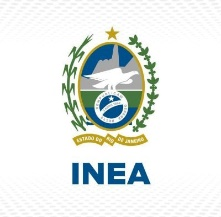 ESTADO DO RIO DE JANEIRO
INEA